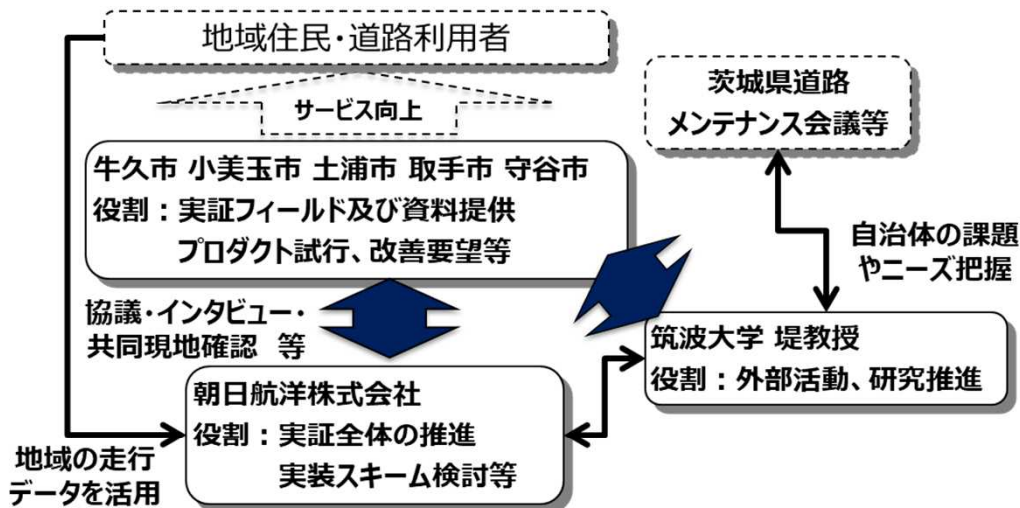 地域住民・道路利用者
サービス向上
茨城県道路
メンテナンス会議等
牛久市 小美玉市 土浦市 取手市 守谷市
役割：実証フィールド及び資料提供
プロダクト試行、改善要望等
自治体の課題
やニーズ把握
協議・インタビュー・
共同現地確認 等
筑波大学 堤教授
役割：外部活動、研究推進
朝日航洋株式会社
役割：実証全体の推進
実装スキーム検討等
地域の走行
データを活用